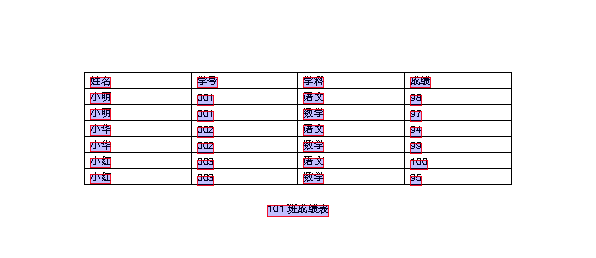 姓名 学号 学科 成绩
小明 001 语文 98
小明 001 数学 97
小华 002 语文 94
小华 002 数学 99
小红 003 语文 100
小红 003 数学 95
101班成绩表